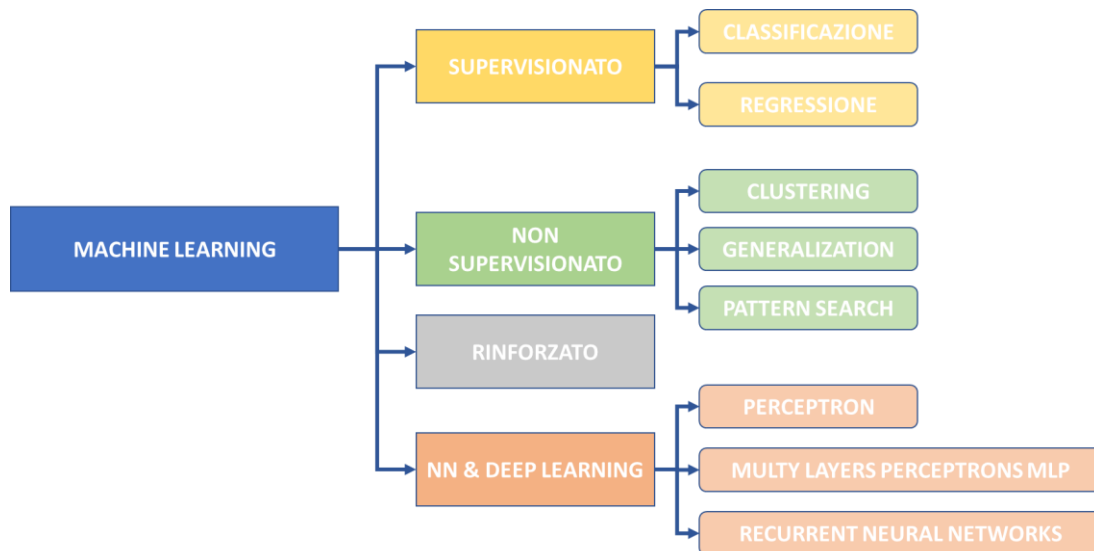 MACHINE LEARNING
SUPERVISIONATO
CLASSIFICAZIONE
REGRESSIONE
NON
SUPERVISIONATO
CLUSTERING
GENERALIZATION
PATTERN SEARCH
RINFORZATO
NN & DEEP LEARNING
PERCEPTRON
MULTY LAYERS PERCEPTRONS MLP
RECURRENT NEURAL NETWORKS